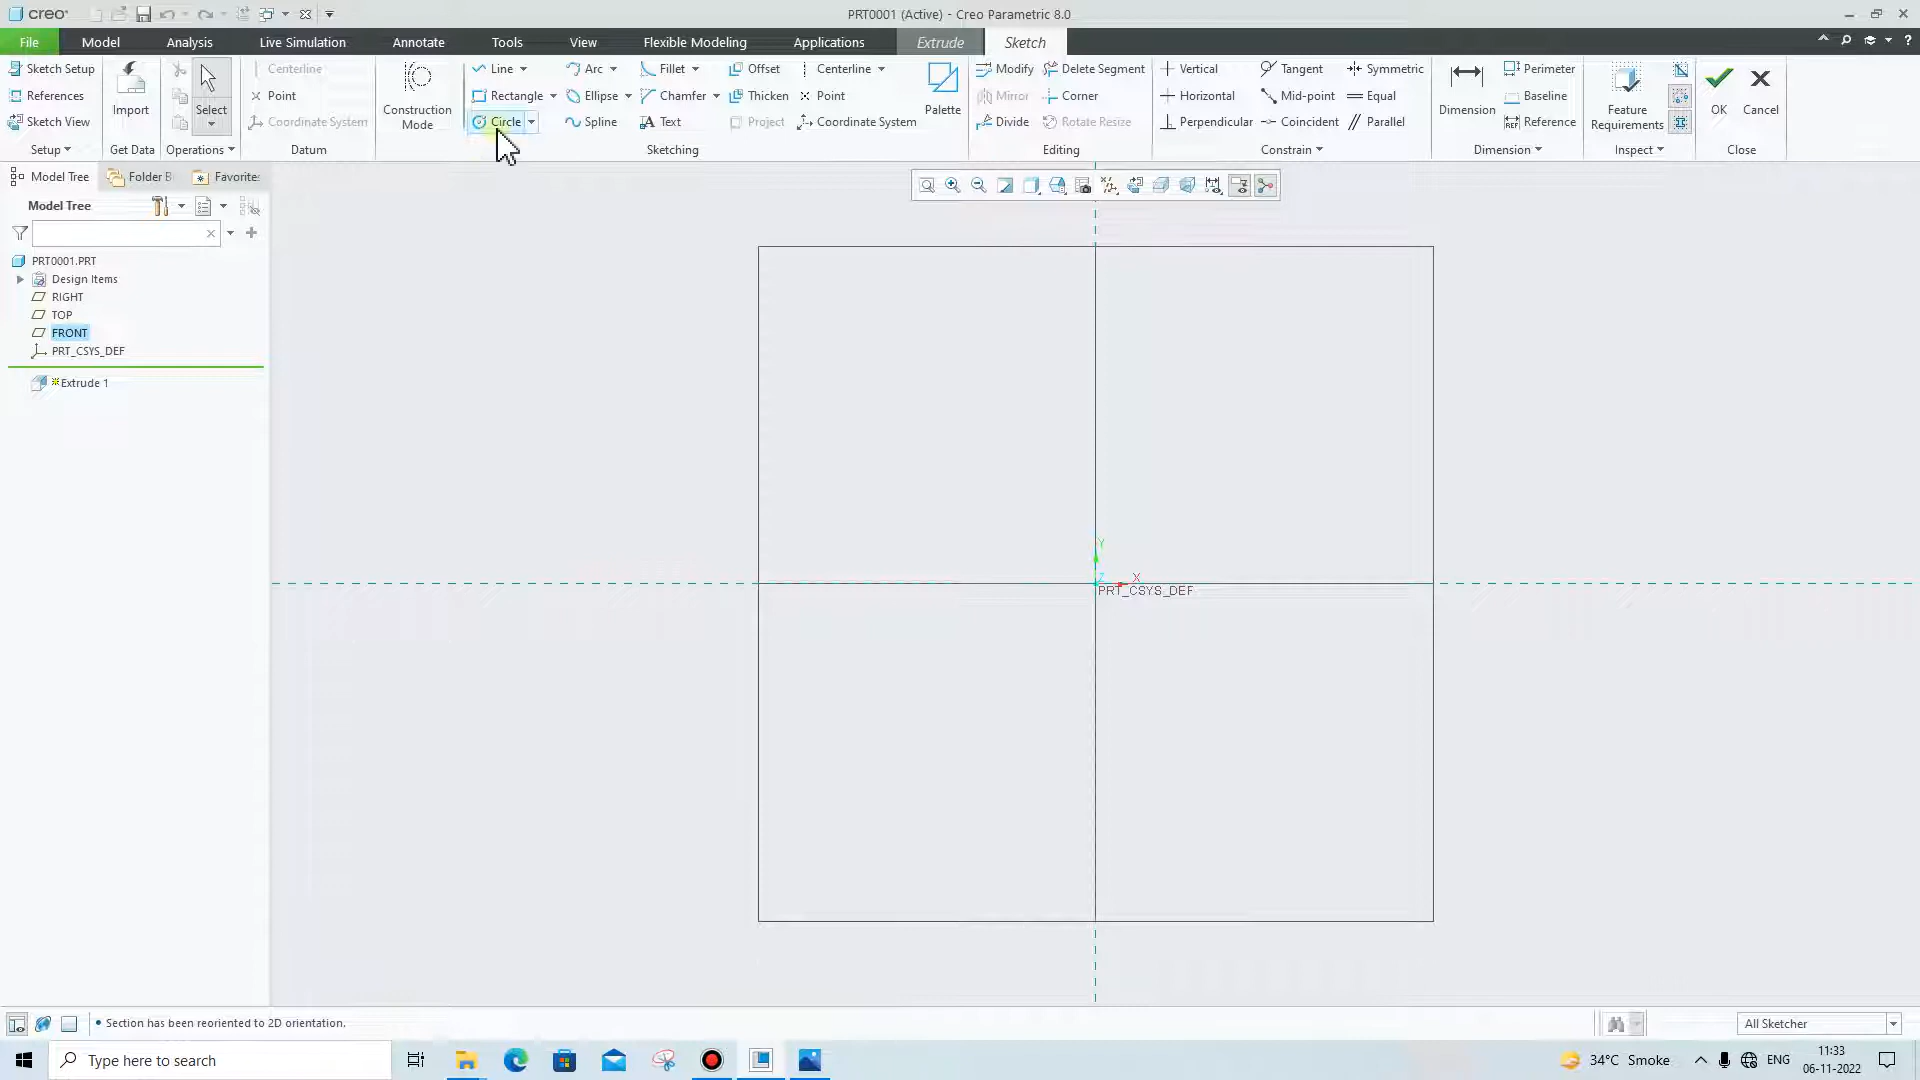 creo
PRT0001 (Active) - Creo Parametric 8.0
File Model Analysis Live Simulation Annotate Tools View Flexible Modeling Applications Extrude Sketch
Sketch Setup
References
Sketch View
Setup
Import
Get Data
Select
Operations
Centerline
Point
Coordinate System
Datum
Construction
Mode
Line Arc Fillet Offset Centerline
Rectangle Ellipse Chamfer Thicken Point
Circle Spline Text Project Coordinate System
Palette
Sketching
Modify Delete Segment
Mirror Corner
Divide Rotate Resize
Editing
Vertical Tangent Symmetric
Horizontal Mid-point Equal
Perpendicular Coincident Parallel
Constrain
Dimension
Perimeter
Baseline
Reference
Dimension
Feature
Requirements
Inspect
OK
Cancel
Close
Model Tree Folder B Favorite
Model Tree
PRT0001.PRT
Design Items
RIGHT
TOP
FRONT
PRT_CSYS_DEF
Extrude 1
Y
Z
X
PRT_CSYS_DEF
• Section has been reoriented to 2D orientation.
All Sketcher
Type here to search
34°C Smoke
ENG
11:33
06-11-2022